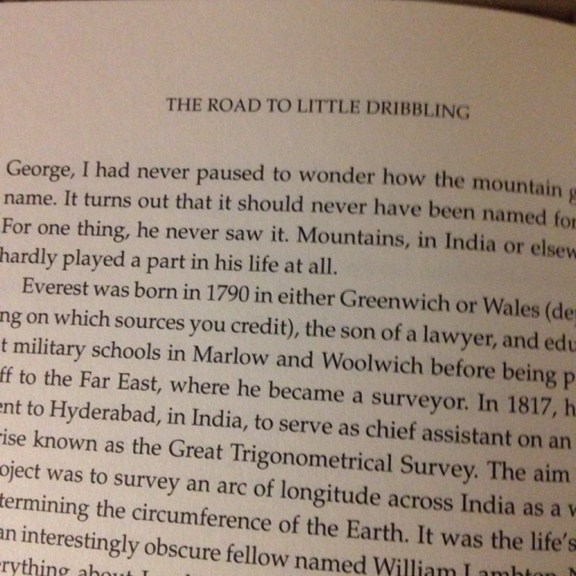 THE ROAD TO LITTLE DRIBBLING
George, I had never paused to wonder how the mountain g
name. It turns out that it should never have been named for
For one thing, he never saw it. Mountains, in India or elsew
hardly played a part in his life at all.
Everest was born in 1790 in either Greenwich or Wales (de
ng on which sources you credit), the son of a lawyer, and edu
t military schools in Marlow and Woolwich before being p
ff to the Far East, where he became a surveyor. In 1817, h
ent to Hyderabad, in India, to serve as chief assistant on an
rise known as the Great Trigonometrical Survey. The aim
oject was to survey an arc of longitude across India as a w
termining the circumference of the Earth. It was the life's
an interestingly obscure fellow named William Lambton.
erything about